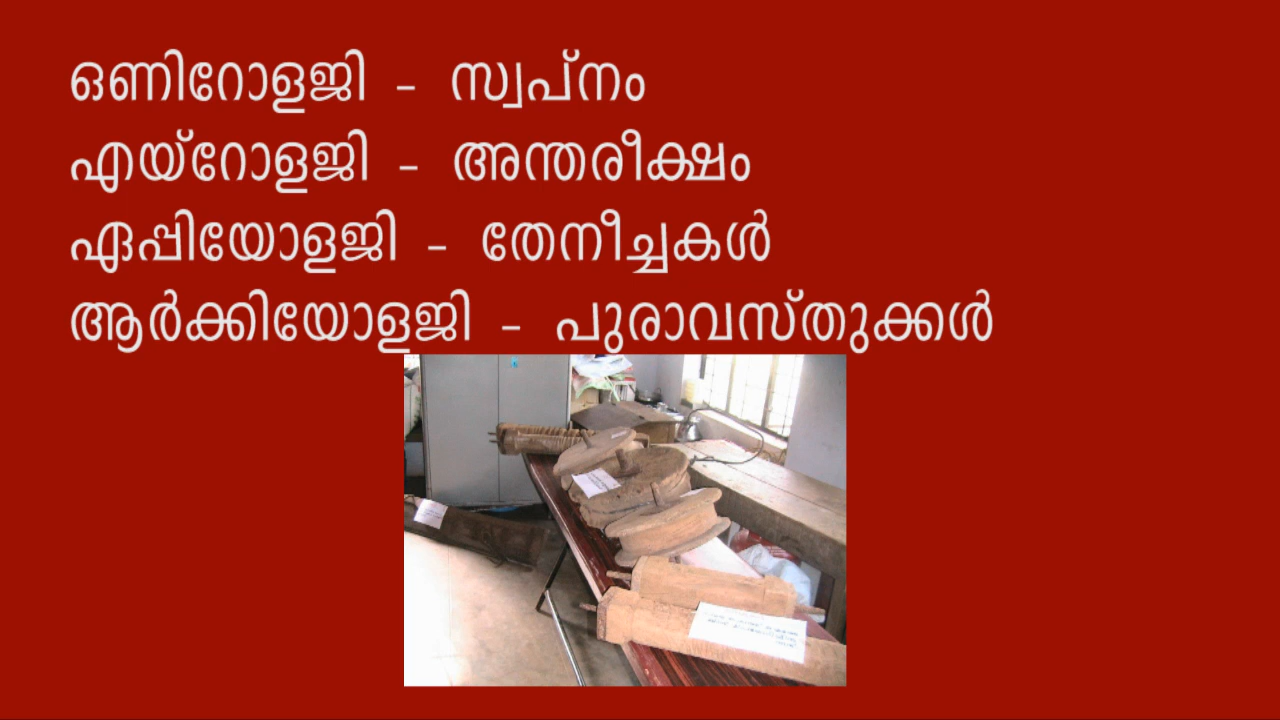 ഒണിറോളജി - സ്വപ്നം
എയ്റോളജി - അന്തരീക്ഷം
ഏപ്പിയോളജി - തേനീച്ചകൾ
ആർക്കിയോളജി - പുരാവസ്തുക്കൾ